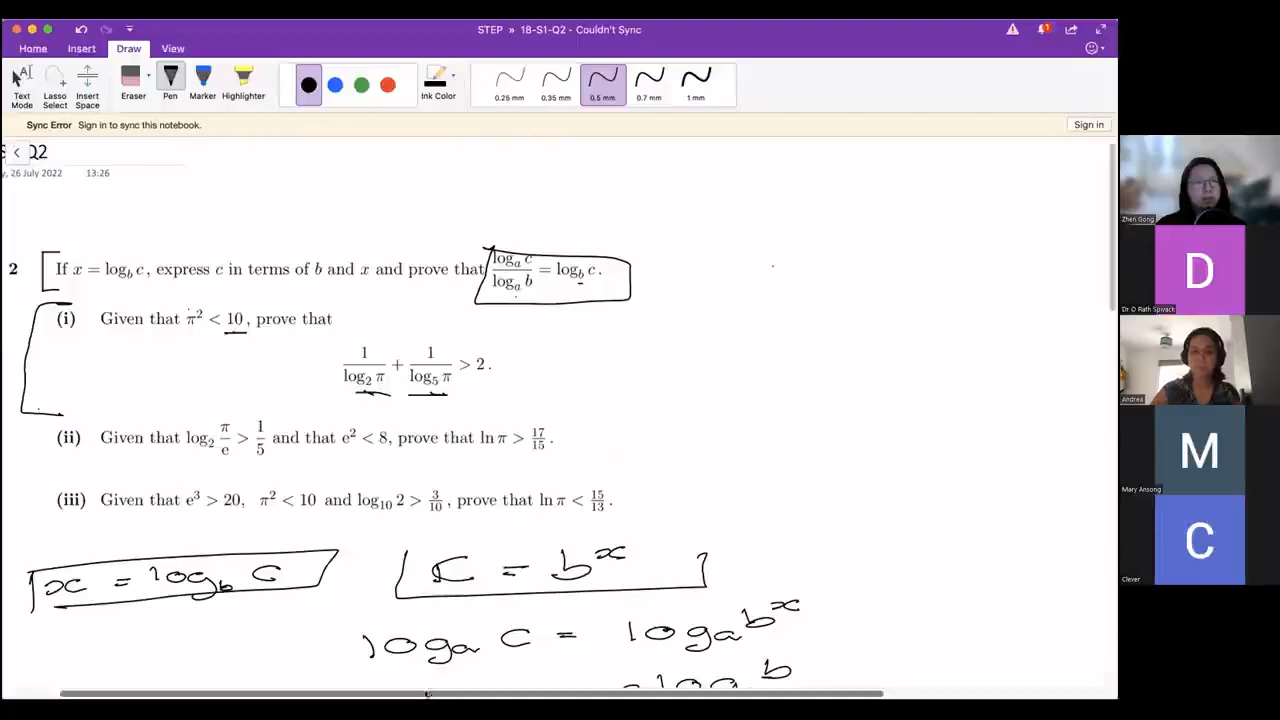 STEP » 18-S1-Q2 - Couldn't Sync
Home Insert Draw View
Text Mode Lasso Select Insert Space Eraser Pen Marker Highlighter Ink Color 0.25 mm 0.35 mm 0.5 mm 0.7 mm 1 mm
Sync Error Sign in to sync this notebook. Sign in
Q2
26 July 2022 13:26
2 If x = log_b c, express c in terms of b and x and prove that log_a c / log_a b = log_b c.
(i) Given that π² < 10, prove that
1/log₂ π + 1/log₅ π > 2.
(ii) Given that log₂ π/e > 1/5 and that e² < 8, prove that ln π > 17/15.
(iii) Given that e³ > 20, π² < 10 and log₁₀ 2 > 3/10, prove that ln π < 15/13.
x = log_b c
c = b^x
log_a c = log_a b^x
Zhen Gong
D
Dr O Rath Spivack
Andrea
M
Mary Ansong
C
Clever